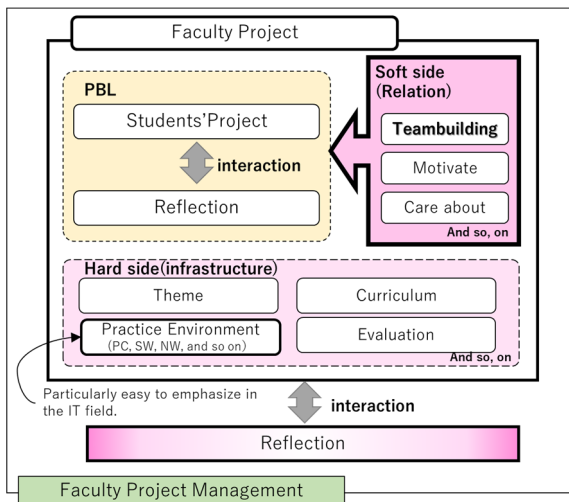 Faculty Project
PBL
Students'Project
interaction
Reflection
Soft side
(Relation)
Teambuilding
Motivate
Care about
And so, on
Hard side(infrastructure)
Theme
Curriculum
Practice Environment
(PC, SW, NW, and so on)
Evaluation
And so, on
Particularly easy to emphasize in
the IT field.
interaction
Reflection
Faculty Project Management